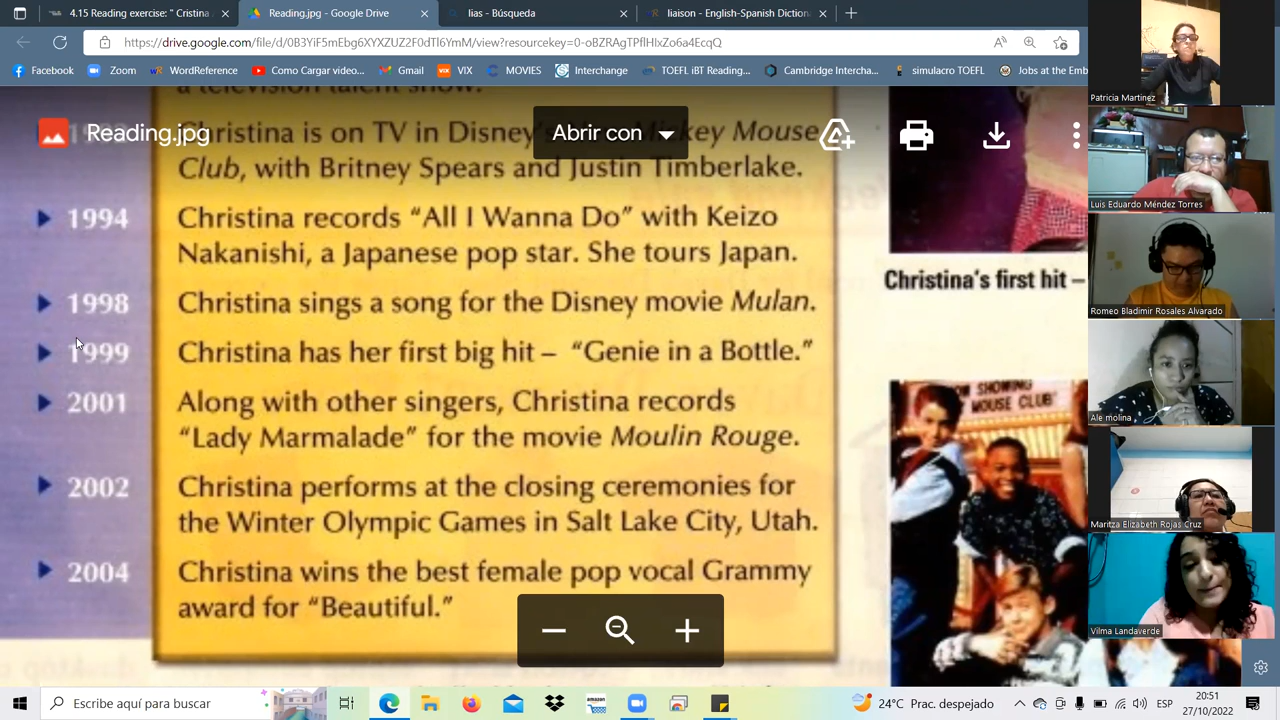 4.15 Reading exercise: " Cristina A
Reading.jpg - Google Drive
lias - Búsqueda
liaison - English-Spanish Diction
https://drive.google.com/file/d/0B3YiF5mEbg6XYXZUZ2F0dTl6YmM/view?resourcekey=0-oBZRAgTPflHlxZo6a4EcqQ
Facebook
Zoom
WordReference
Como Cargar video...
Gmail
VIX
MOVIES
Interchange
TOEFL iBT Reading...
Cambridge Intercha...
simulacro TOEFL
Jobs at the Emb
a television talent show.
Reading.jpg
Abrir con
Christina is on TV in Disney's Mickey Mouse
Club, with Britney Spears and Justin Timberlake.
1994 Christina records “All I Wanna Do” with Keizo
Nakanishi, a Japanese pop star. She tours Japan.
1998 Christina sings a song for the Disney movie Mulan.
1999 Christina has her first big hit – “Genie in a Bottle.”
2001 Along with other singers, Christina records
“Lady Marmalade” for the movie Moulin Rouge.
2002 Christina performs at the closing ceremonies for
the Winter Olympic Games in Salt Lake City, Utah.
2004 Christina wins the best female pop vocal Grammy
award for “Beautiful.”
Christina's first hit –
OW SHOWING
MOUSE CLUB
Patricia Martinez
Luis Eduardo Méndez Torres
Romeo Bladimir Rosales Alvarado
Ale molina
Maritza Elizabeth Rojas Cruz
Vilma Landaverde
Escribe aquí para buscar
amazon
24°C Prac. despejado
ESP
20:51
27/10/2022